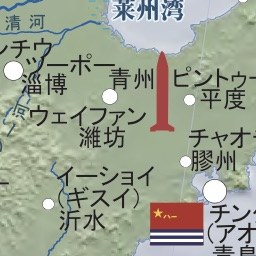 莱州湾
清河
ンチウ
ツーポー
淄博
青州
ピントゥー
平度
ウェイファン
濰坊
チャオチ
膠州
イーショイ
(ギスイ)
沂水
チンタ
(アオ
青島